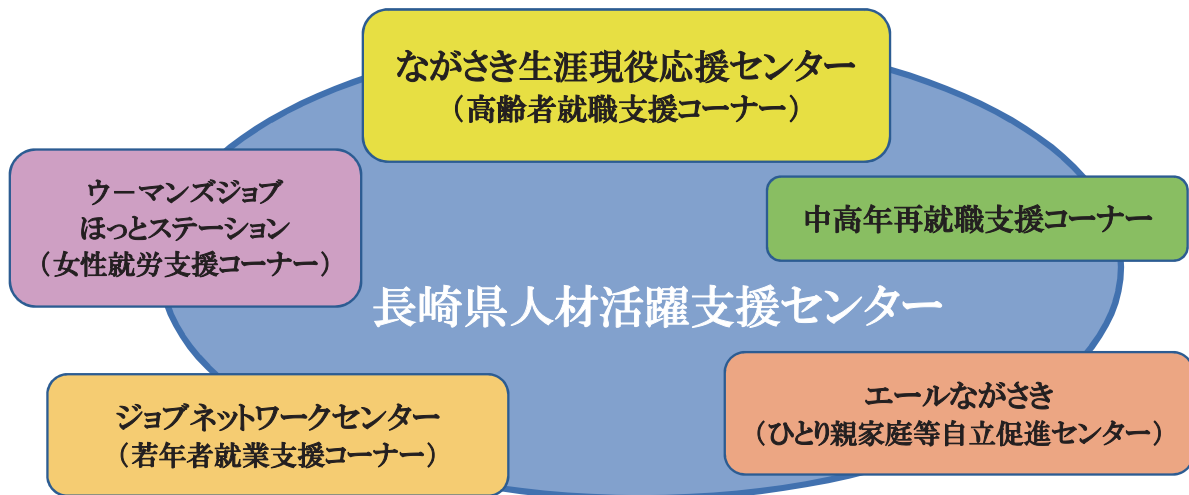 ながさき生涯現役応援センター
（高齢者就職支援コーナー）
ウーマンズジョブ
ほっとステーション
（女性就労支援コーナー）
中高年再就職支援コーナー
長崎県人材活躍支援センター
ジョブネットワークセンター
（若年者就業支援コーナー）
エールながさき
（ひとり親家庭等自立促進センター）